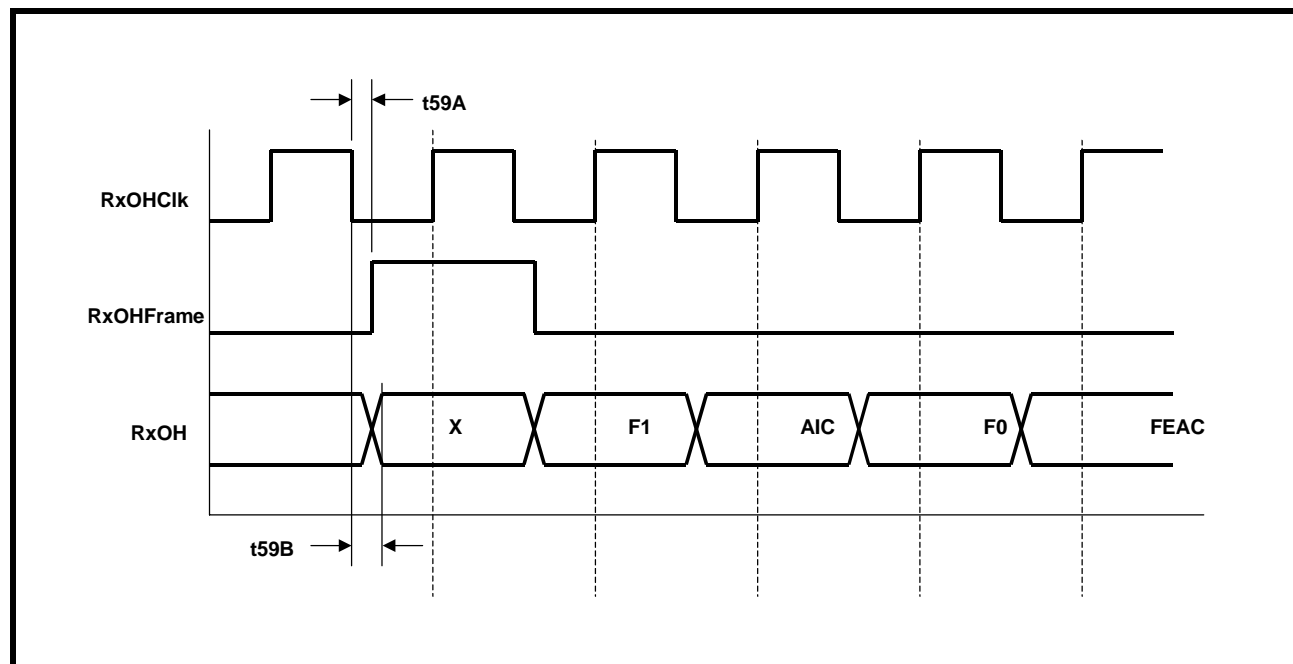 t59A
RxOHClk
RxOHFrame
RxOH
X
F1
AIC
F0
FEAC
t59B